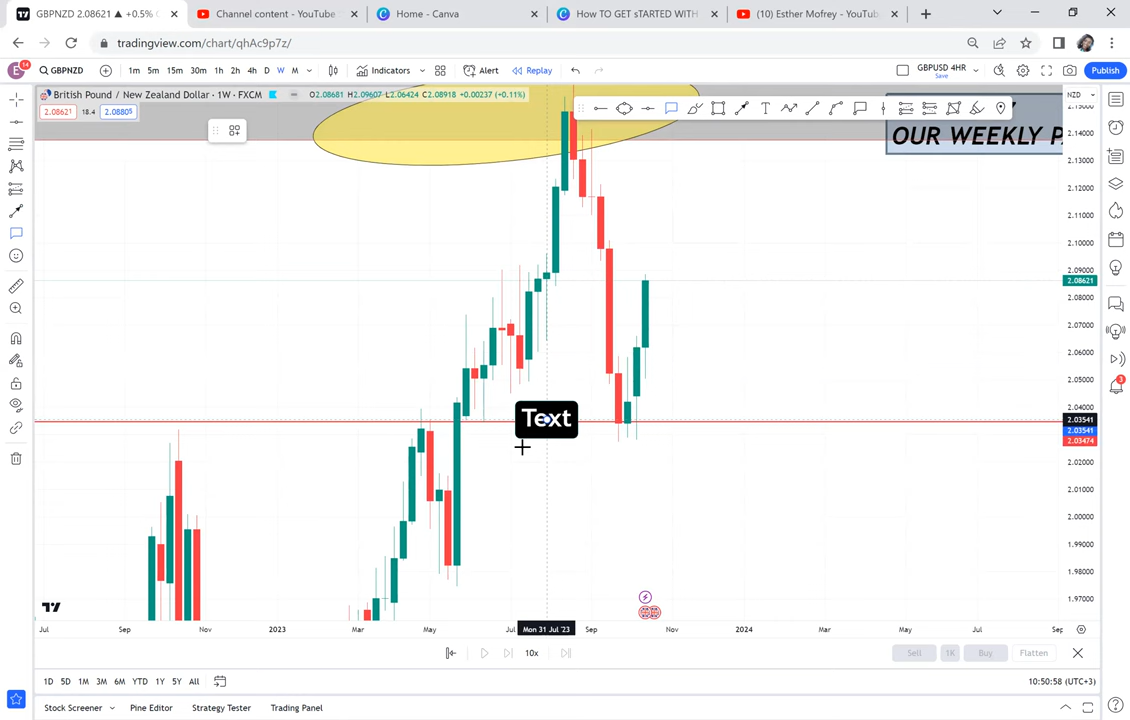 GBPNZD 2.08621 ▲ +0.5%
Channel content - YouTube
Home - Canva
How TO GET sTARTED WITH
(10) Esther Mofrey - YouTub
tradingview.com/chart/qhAc9p7z/
E
14
GBPNZD
1m 5m 15m 30m 1h 2h 4h D W M
Indicators
Alert
Replay
GBPUSD 4HR
Save
Publish
British Pound / New Zealand Dollar · 1W · FXCM
O2.08681 H2.09607 L2.06424 C2.08918 +0.00237 (+0.11%)
NZD
2.08621 18.4 2.08805
OUR WEEKLY P
2.15000
2.14000
2.13000
2.12000
2.11000
2.10000
2.09000
2.08621
2.08000
2.07000
2.06000
2.05000
2.04000
2.03541
2.03541
2.03474
2.02000
2.01000
2.00000
1.99000
1.98000
1.97000
Text
3
Jul Sep Nov 2023 Mar May Jul Mon 31 Jul '23 Sep Nov 2024 Mar May Jul Sep
10x
Sell 1K Buy Flatten
1D 5D 1M 3M 6M YTD 1Y 5Y All
10:50:58 (UTC+3)
Stock Screener Pine Editor Strategy Tester Trading Panel